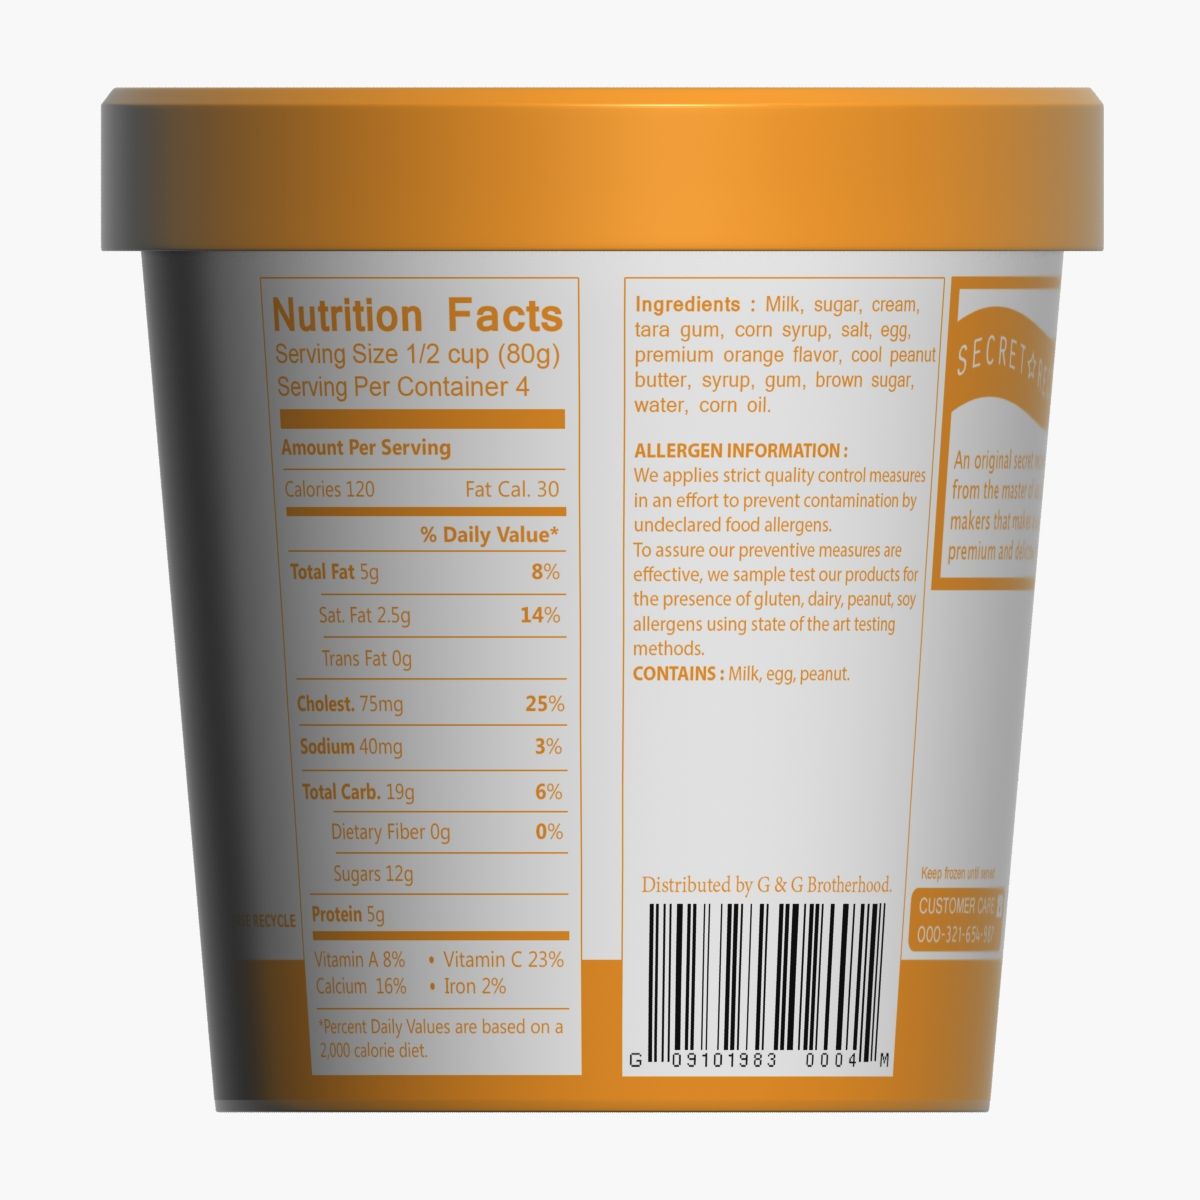 Nutrition Facts
Serving Size 1/2 cup (80g)
Serving Per Container 4
Amount Per Serving
Calories 120 Fat Cal. 30
% Daily Value*
Total Fat 5g 8%
Sat. Fat 2.5g 14%
Trans Fat 0g
Cholest. 75mg 25%
Sodium 40mg 3%
Total Carb. 19g 6%
Dietary Fiber 0g 0%
Sugars 12g
Protein 5g
Vitamin A 8% • Vitamin C 23%
Calcium 16% • Iron 2%
*Percent Daily Values are based on a
2,000 calorie diet.
RECYCLE
Ingredients : Milk, sugar, cream,
tara gum, corn syrup, salt, egg,
premium orange flavor, cool peanut
butter, syrup, gum, brown sugar,
water, corn oil.
ALLERGEN INFORMATION :
We applies strict quality control measures
in an effort to prevent contamination by
undeclared food allergens.
To assure our preventive measures are
effective, we sample test our products for
the presence of gluten, dairy, peanut, soy
allergens using state of the art testing
methods.
CONTAINS : Milk, egg, peanut.
Distributed by G & G Brotherhood.
G 09101983 0004 M
SECRET
An original secret
from the master
makers that
premium and
Keep frozen until
CUSTOMER CARE
000-321-654-987